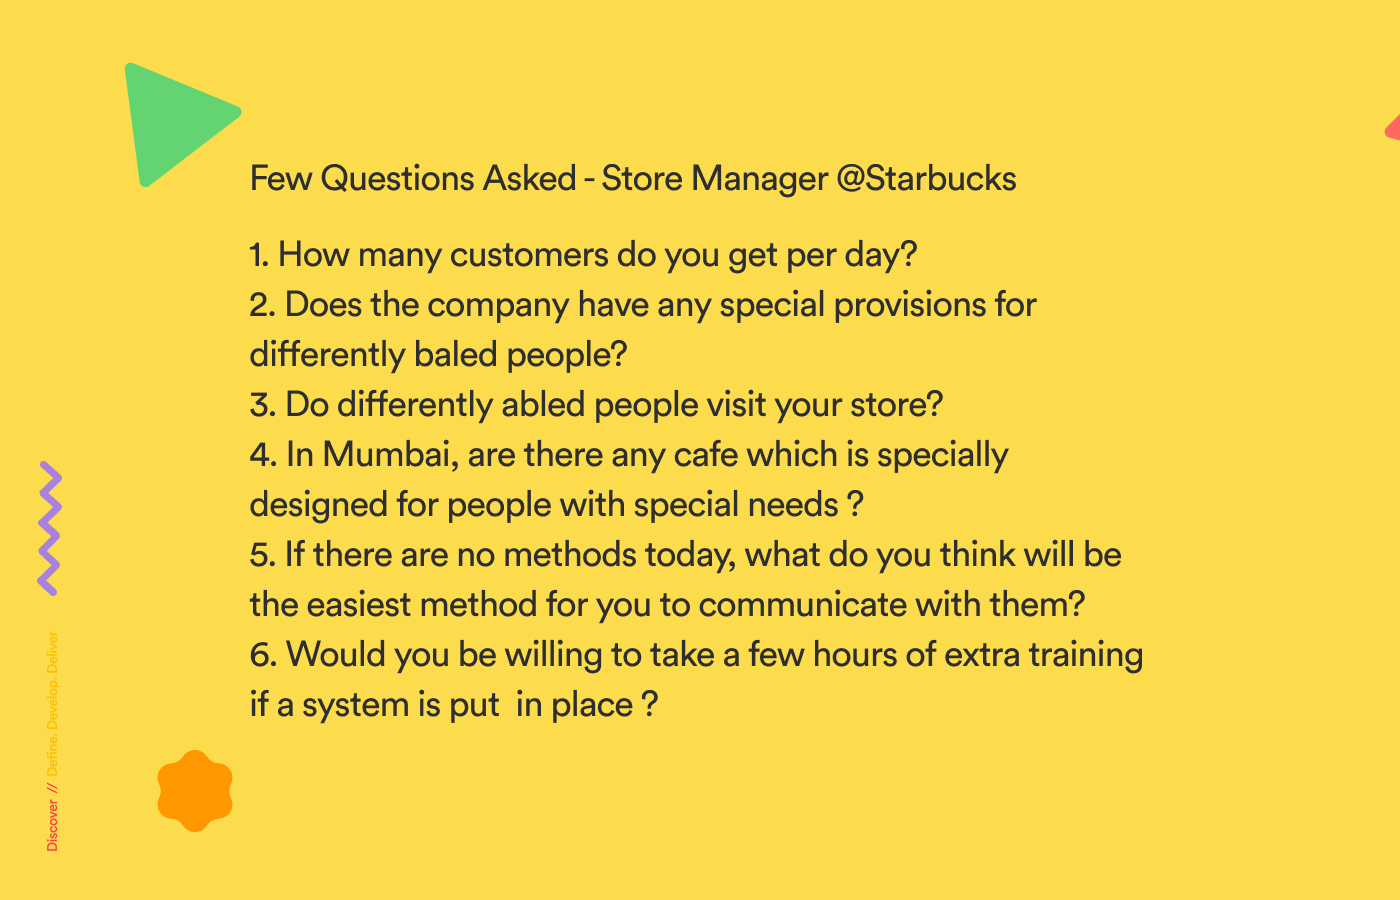 Few Questions Asked - Store Manager @Starbucks
1. How many customers do you get per day?
2. Does the company have any special provisions for
differently baled people?
3. Do differently abled people visit your store?
4. In Mumbai, are there any cafe which is specially
designed for people with special needs ?
5. If there are no methods today, what do you think will be
the easiest method for you to communicate with them?
6. Would you be willing to take a few hours of extra training
if a system is put  in place ?
Discover // Define. Develop. Deliver